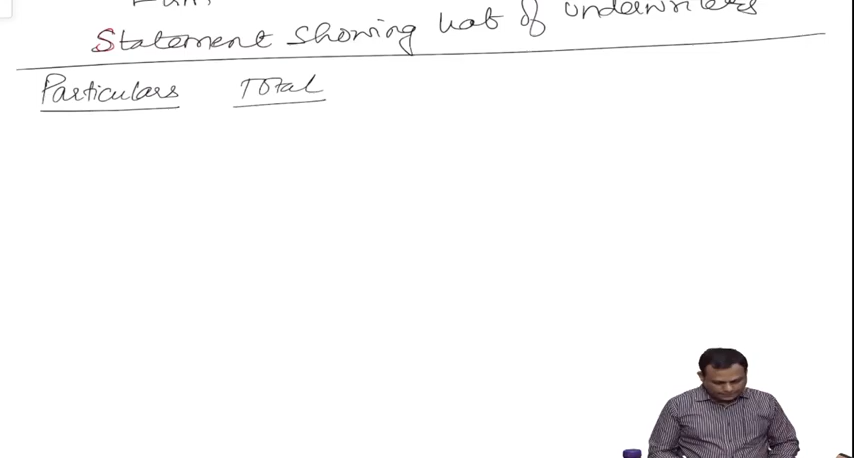 Statement Showing liab of underwriters
Particulars Total